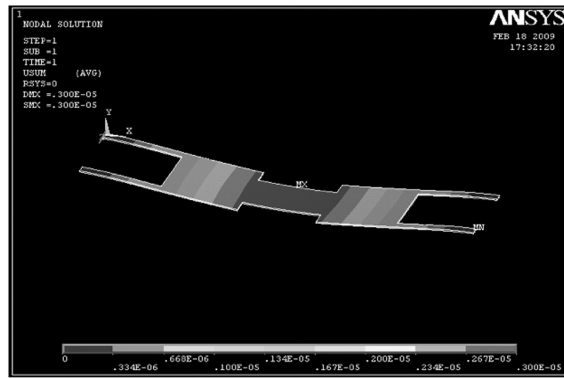 1
NODAL SOLUTION
STEP=1
SUB =1
TIME=1
USUM (AVG)
RSYS=0
DMX =.300E-05
SMX =.300E-05
ANSYS
FEB 18 2009
17:32:20
Y
X
MX
MN
0 .668E-06 .134E-05 .200E-05 .267E-05
.334E-06 .100E-05 .167E-05 .234E-05 .300E-05